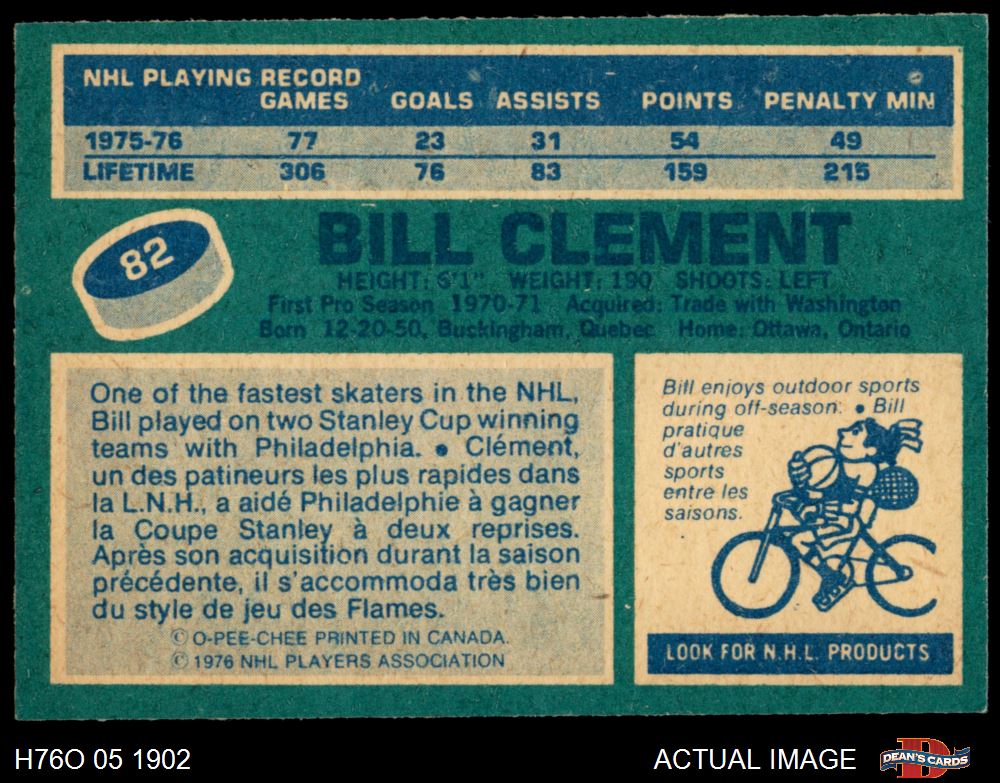 NHL PLAYING RECORD
GAMES GOALS ASSISTS POINTS PENALTY MIN
1975-76 77 23 31 54 49
LIFETIME 306 76 83 159 215
82
BILL CLEMENT
HEIGHT: 6'1" WEIGHT: 190 SHOOTS: LEFT
First Pro Season 1970-71 Acquired: Trade with Washington
Born 12-20-50, Buckingham, Quebec Home: Ottawa, Ontario
One of the fastest skaters in the NHL,
Bill played on two Stanley Cup winning
teams with Philadelphia. • Clément,
un des patineurs les plus rapides dans
la L.N.H., a aidé Philadelphie à gagner
la Coupe Stanley à deux reprises.
Après son acquisition durant la saison
précédente, il s'accommoda très bien
du style de jeu des Flames.
© O-PEE-CHEE PRINTED IN CANADA.
© 1976 NHL PLAYERS ASSOCIATION
Bill enjoys outdoor sports
during off-season. • Bill
pratique
d'autres
sports
entre les
saisons.
LOOK FOR N.H.L. PRODUCTS
H76O 05 1902
ACTUAL IMAGE
DEAN'S CARDS